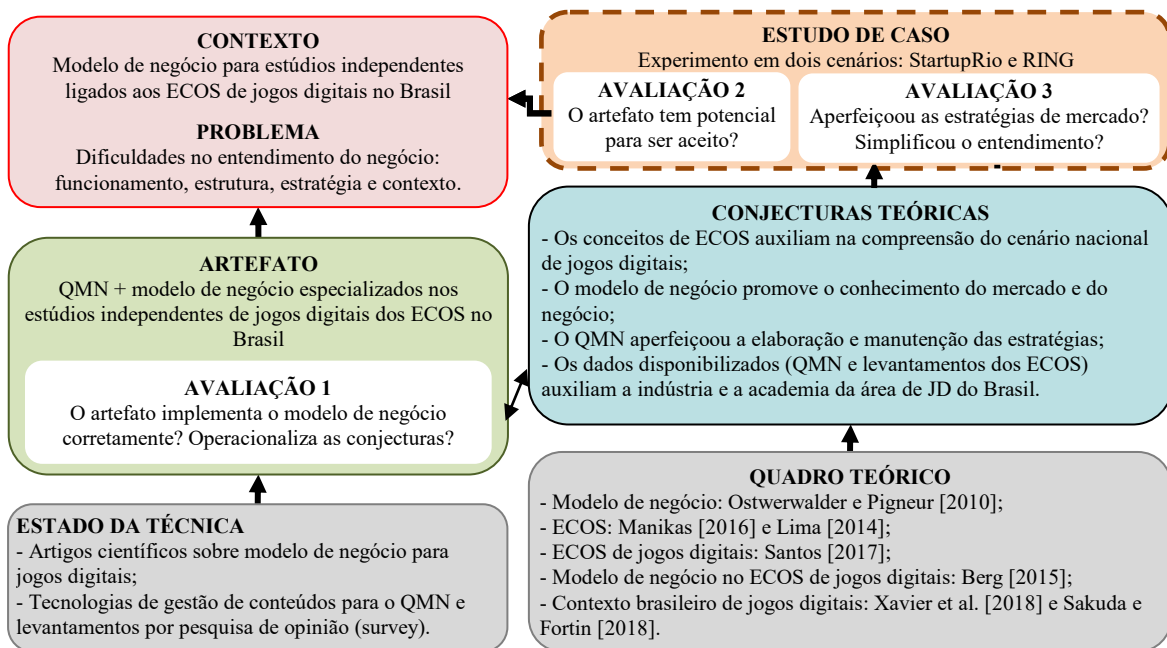 CONTEXTO
Modelo de negócio para estúdios independentes
ligados aos ECOS de jogos digitais no Brasil
PROBLEMA
Dificuldades no entendimento do negócio:
funcionamento, estrutura, estratégia e contexto.
ESTUDO DE CASO
Experimento em dois cenários: StartupRio e RING
AVALIAÇÃO 2
O artefato tem potencial
para ser aceito?
AVALIAÇÃO 3
Aperfeiçoou as estratégias de mercado?
Simplificou o entendimento?
ARTEFATO
QMN + modelo de negócio especializados nos
estúdios independentes de jogos digitais dos ECOS no
Brasil
AVALIAÇÃO 1
O artefato implementa o modelo de negócio
corretamente? Operacionaliza as conjecturas?
CONJECTURAS TEÓRICAS
- Os conceitos de ECOS auxiliam na compreensão do cenário nacional
de jogos digitais;
- O modelo de negócio promove o conhecimento do mercado e do
negócio;
- O QMN aperfeiçoou a elaboração e manutenção das estratégias;
- Os dados disponibilizados (QMN e levantamentos dos ECOS)
auxiliam a indústria e a academia da área de JD do Brasil.
ESTADO DA TÉCNICA
- Artigos científicos sobre modelo de negócio para
jogos digitais;
- Tecnologias de gestão de conteúdos para o QMN e
levantamentos por pesquisa de opinião (survey).
QUADRO TEÓRICO
- Modelo de negócio: Ostwerwalder e Pigneur [2010];
- ECOS: Manikas [2016] e Lima [2014];
- ECOS de jogos digitais: Santos [2017];
- Modelo de negócio no ECOS de jogos digitais: Berg [2015];
- Contexto brasileiro de jogos digitais: Xavier et al. [2018] e Sakuda e
Fortin [2018].